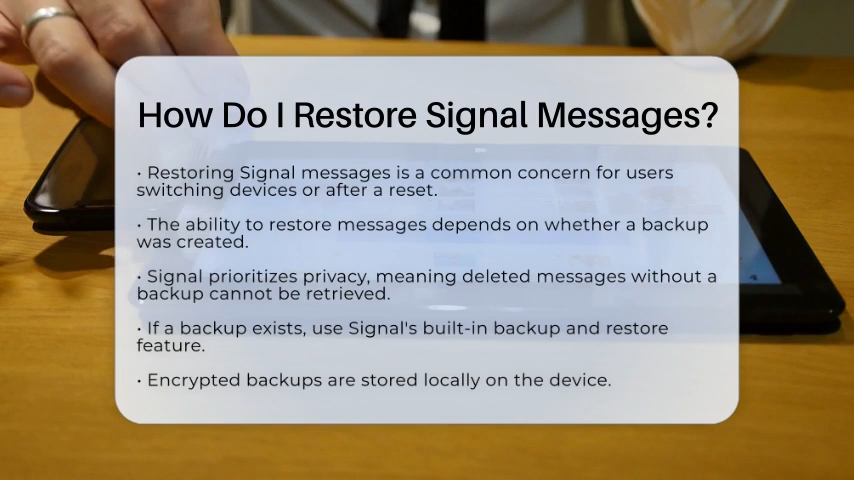 How Do I Restore Signal Messages?
• Restoring Signal messages is a common concern for users
switching devices or after a reset.
• The ability to restore messages depends on whether a backup
was created.
• Signal prioritizes privacy, meaning deleted messages without a
backup cannot be retrieved.
• If a backup exists, use Signal's built-in backup and restore
feature.
• Encrypted backups are stored locally on the device.